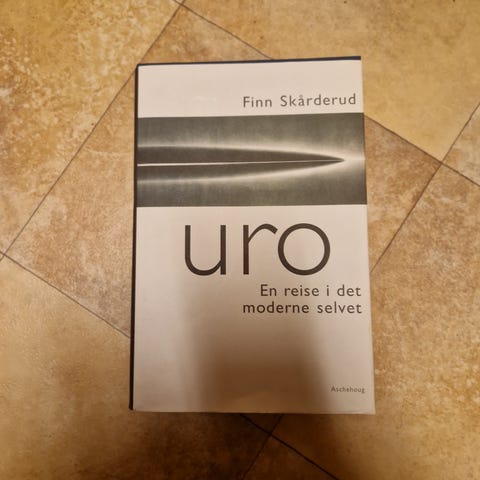 Finn Skårderud
uro
En reise i det
moderne selvet
Aschehoug